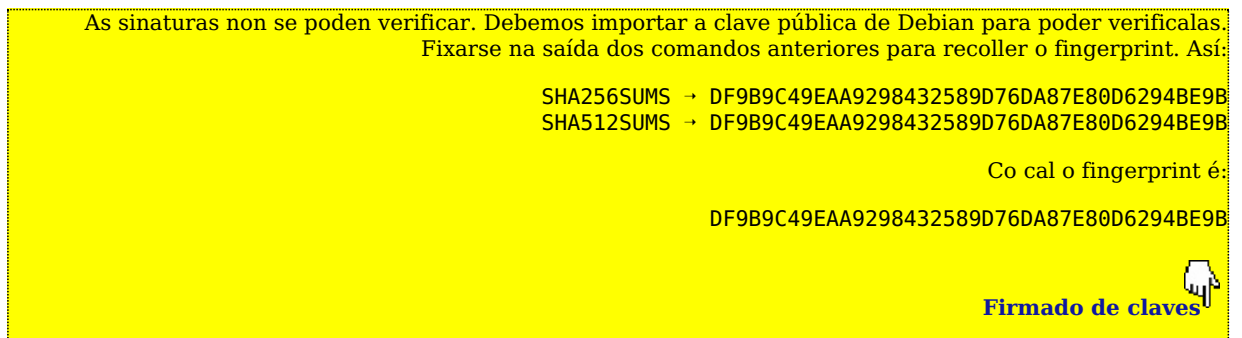 As sinaturas non se poden verificar. Debemos importar a clave pública de Debian para poder verificalas.
Fixarse na saída dos comandos anteriores para recoller o fingerprint. Así:
SHA256SUMS → DF9B9C49EAA9298432589D76DA87E80D6294BE9B
SHA512SUMS → DF9B9C49EAA9298432589D76DA87E80D6294BE9B
Co cal o fingerprint é:
DF9B9C49EAA9298432589D76DA87E80D6294BE9B
Firmado de claves